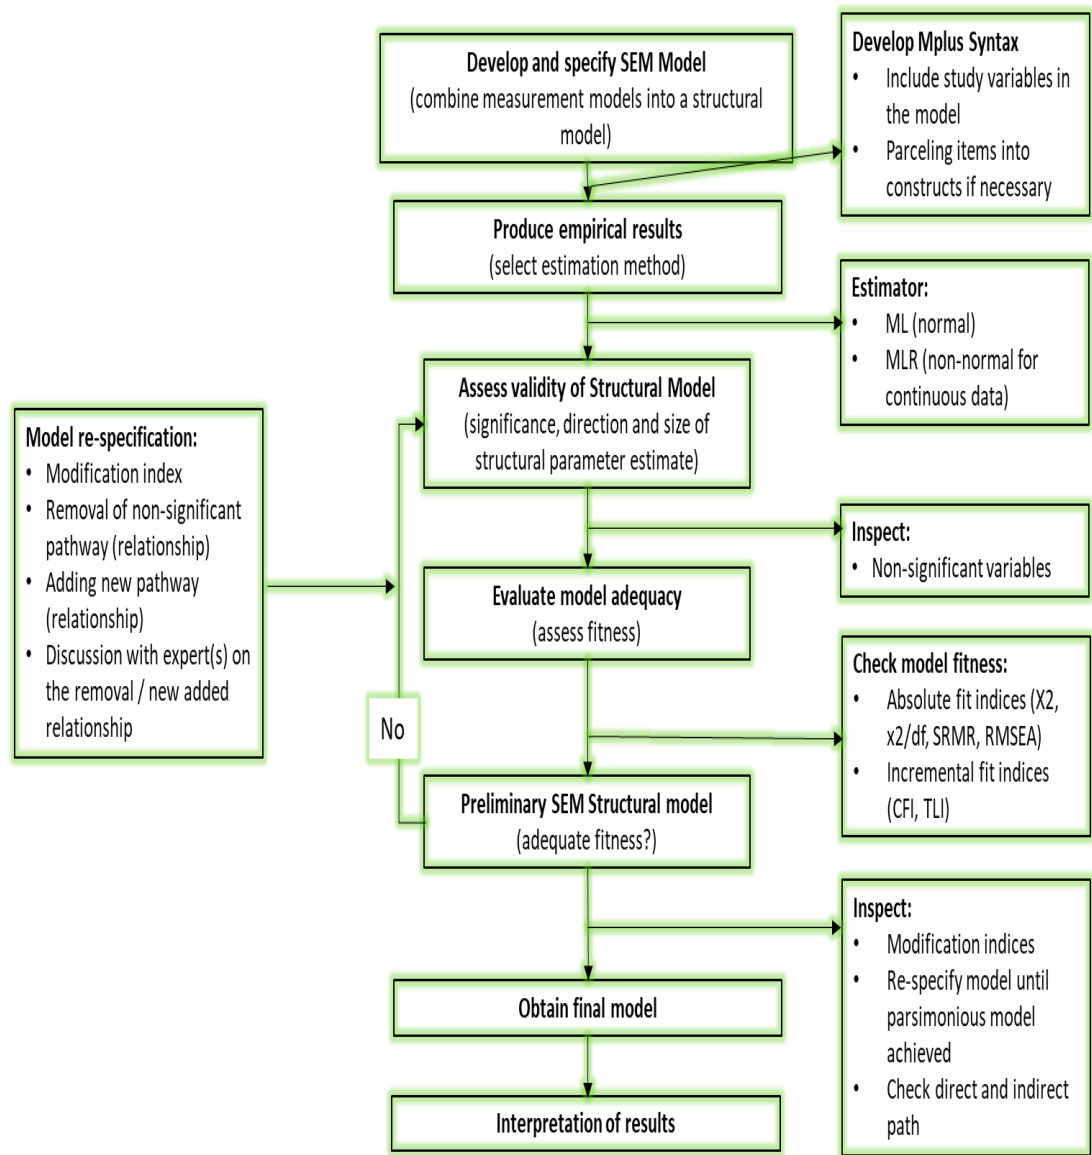 Develop and specify SEM Model
(combine measurement models into a structural
model)
Develop Mplus Syntax
• Include study variables in
the model
• Parceling items into
constructs if necessary
Produce empirical results
(select estimation method)
Estimator:
• ML (normal)
• MLR (non-normal for
continuous data)
Assess validity of Structural Model
(significance, direction and size of
structural parameter estimate)
Model re-specification:
• Modification index
• Removal of non-significant
pathway (relationship)
• Adding new pathway
(relationship)
• Discussion with expert(s) on
the removal / new added
relationship
Inspect:
• Non-significant variables
Evaluate model adequacy
(assess fitness)
Check model fitness:
• Absolute fit indices (X2,
x2/df, SRMR, RMSEA)
• Incremental fit indices
(CFI, TLI)
No
Preliminary SEM Structural model
(adequate fitness?)
Inspect:
• Modification indices
• Re-specify model until
parsimonious model
achieved
• Check direct and indirect
path
Obtain final model
Interpretation of results